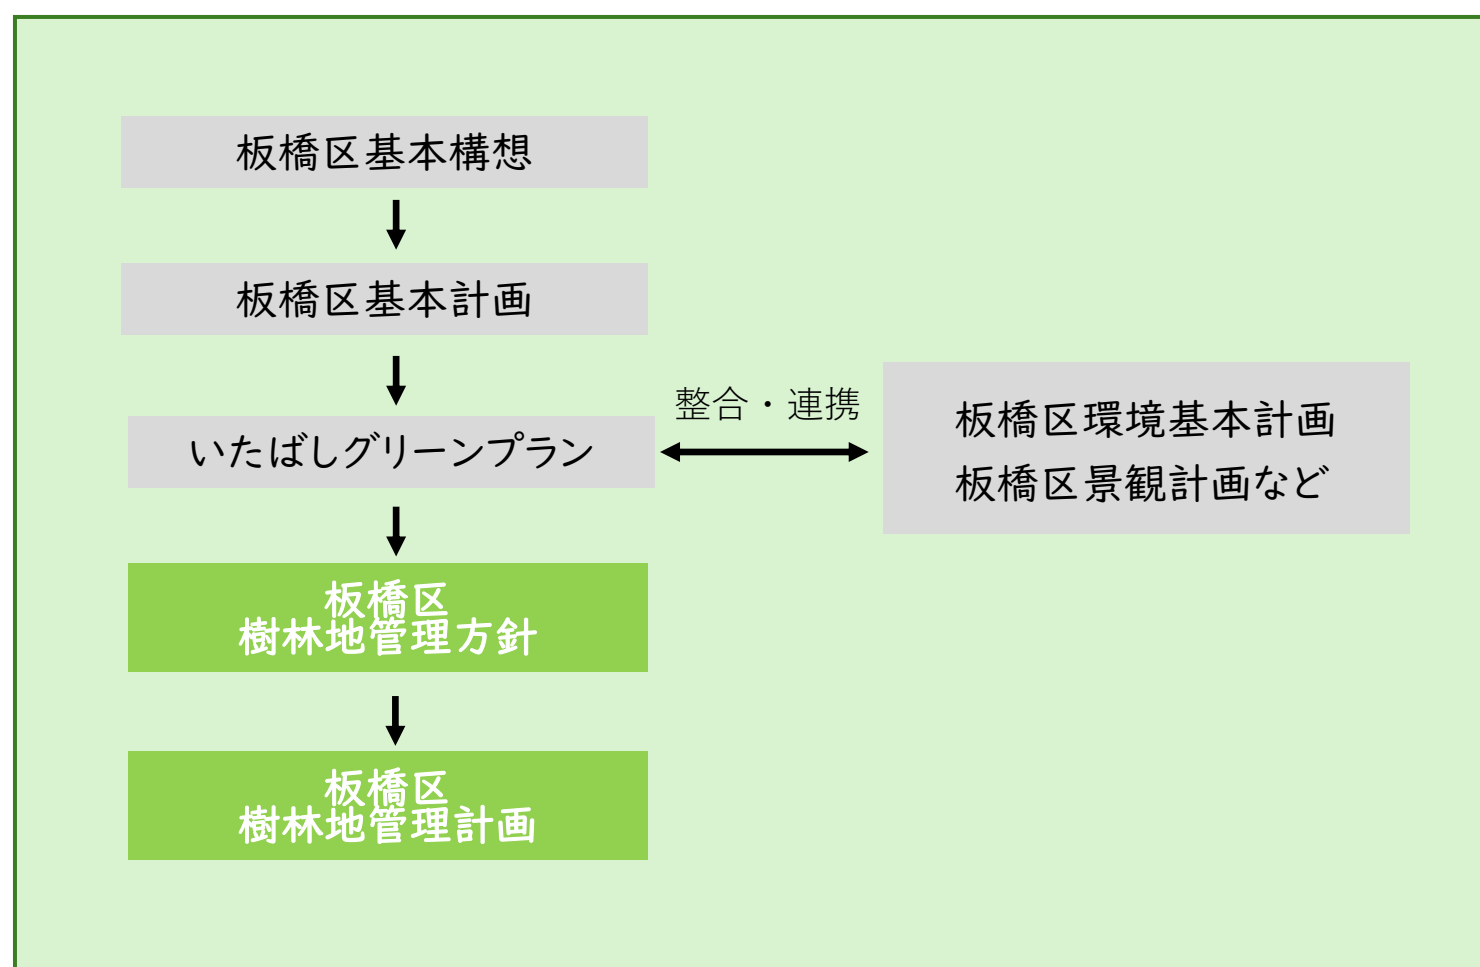 板橋区基本構想
板橋区基本計画
いたばしグリーンプラン
整合・連携
板橋区環境基本計画
板橋区景観計画など
板橋区
樹林地管理方針
板橋区
樹林地管理計画